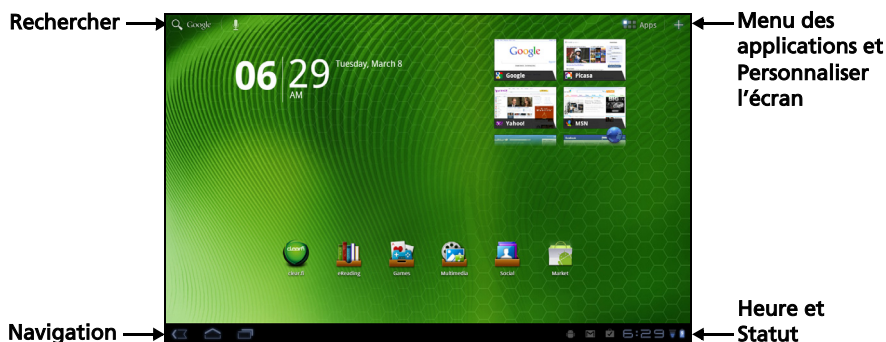 Rechercher
Google
Apps
Menu des
applications et
Personnaliser
l'écran
06 29
AM
Tuesday, March 8
Google
Google
Picasa
Yahoo!
MSN
eReading
Games
Multimedia
Social
Market
Navigation
6:29
Heure et
Statut